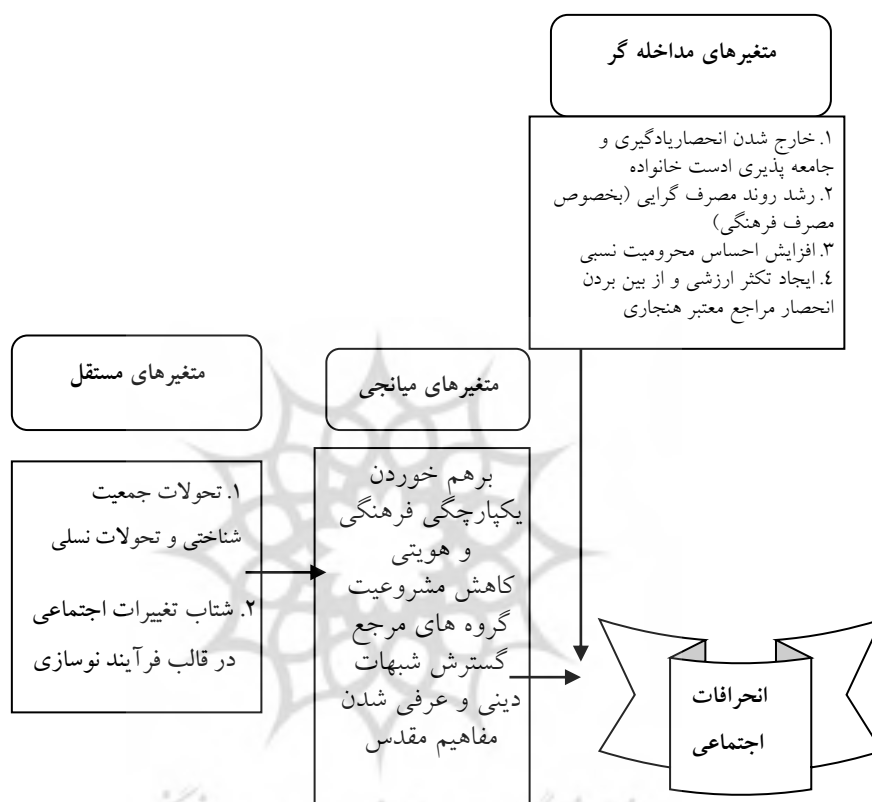 متغیرهای مداخله گر
۱. خارج شدن انحصاریادگیری و
جامعه پذیری ادست خانواده
۲. رشد روند مصرف گرایی (بخصوص
مصرف فرهنگی)
۳. افزایش احساس محرومیت نسبی
٤. ایجاد تکثر ارزشی و از بین بردن
انحصار مراجع معتبر هنجاری
متغیرهای مستقل
۱. تحولات جمعیت
شناختی و تحولات نسلی
۲. شتاب تغییرات اجتماعی
در قالب فرآیند نوسازی
متغیرهای میانجی
برهم خوردن
یکپارچگی فرهنگی
و هویتی
کاهش مشروعیت
گروه های مرجع
گسترش شبهات
دینی و عرفی شدن
مفاهیم مقدس
انحرافات
اجتماعی